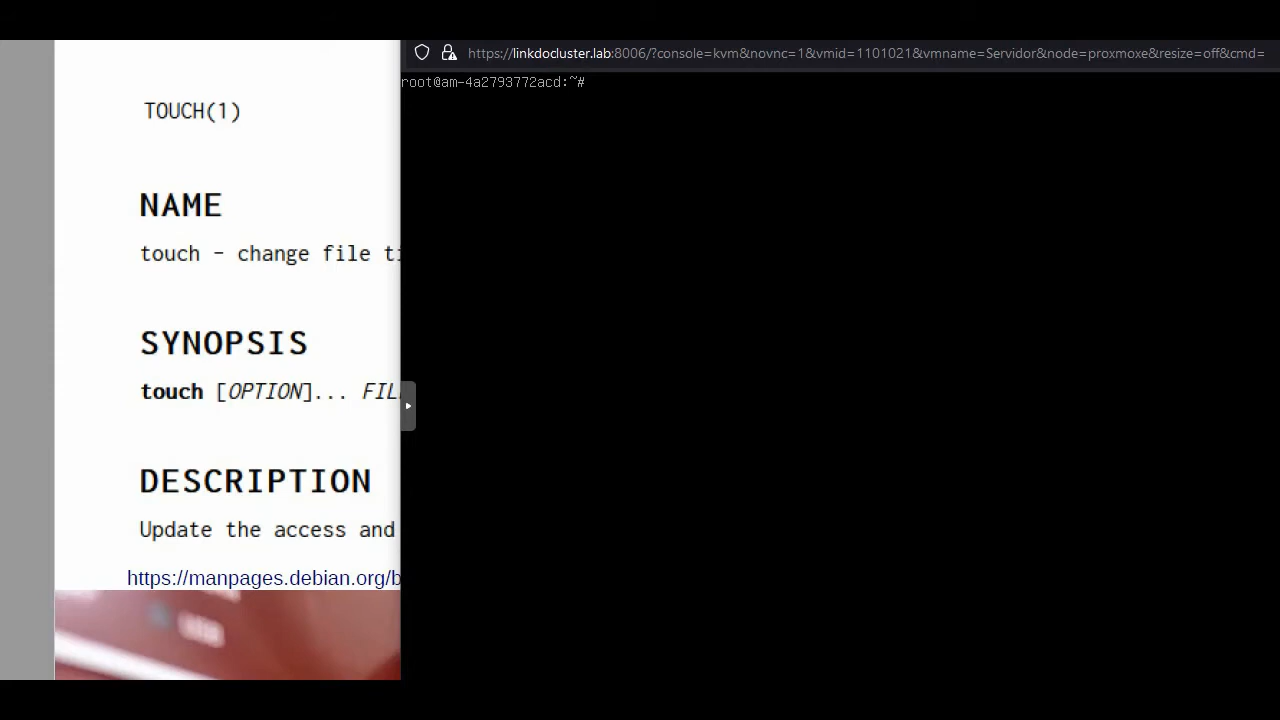 TOUCH(1)
NAME
touch - change file ti
SYNOPSIS
touch [OPTION]... FIL
DESCRIPTION
Update the access and
https://manpages.debian.org/b
https://linkdocluster.lab:8006/?console=kvm&novnc=1&vmid=1101021&vmname=Servidor&node=proxmoxe&resize=off&cmd=
root@am-4a2793772acd:~#